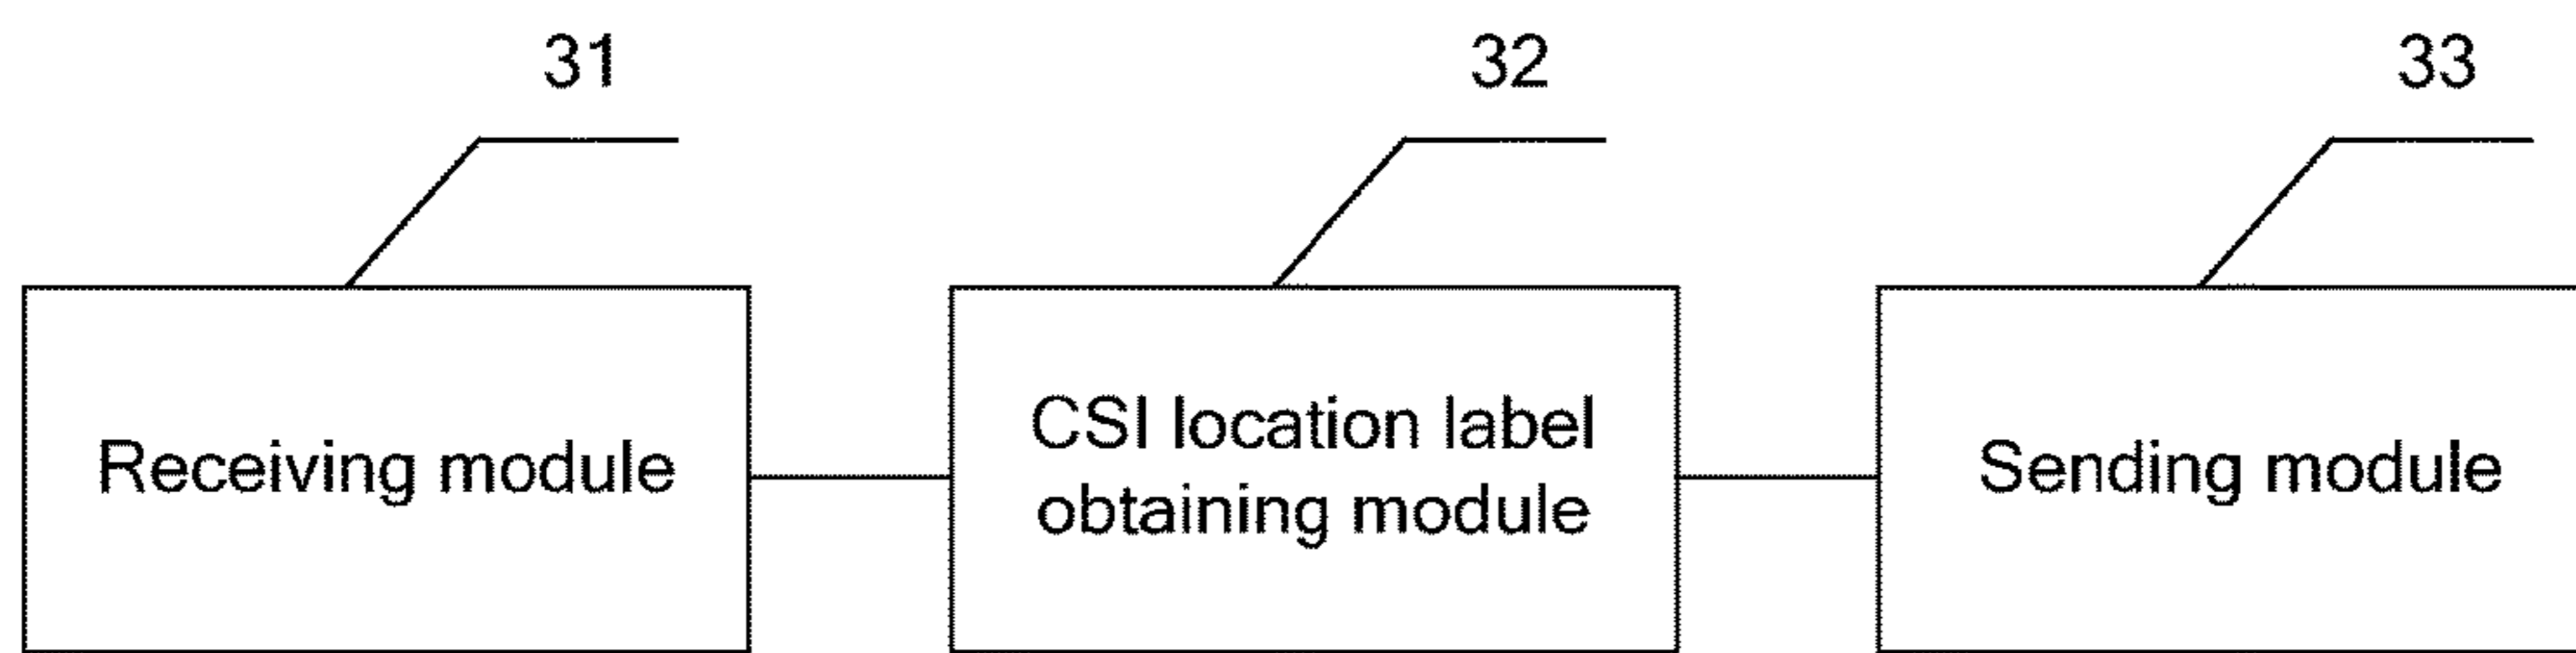 31
32
33
Receiving module
CSI location label
obtaining module
Sending module